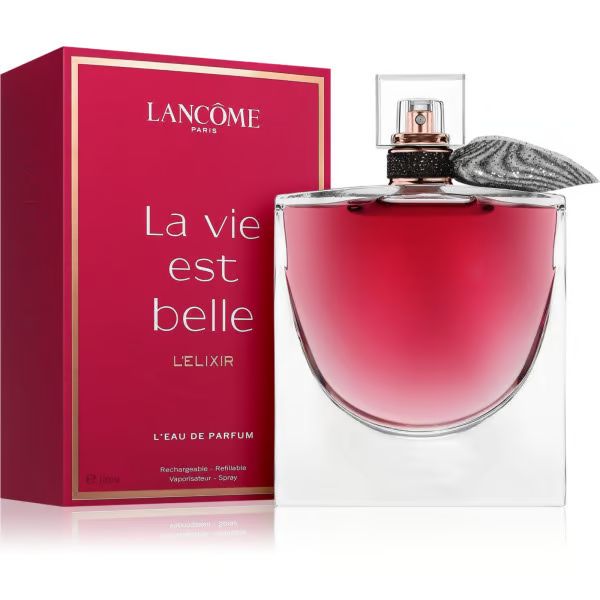 LANCÔME
PARIS
La vie
est
belle
L'ELIXIR
L'EAU DE PARFUM
Rechargeable - Refillable
Vaporisateur - Spray